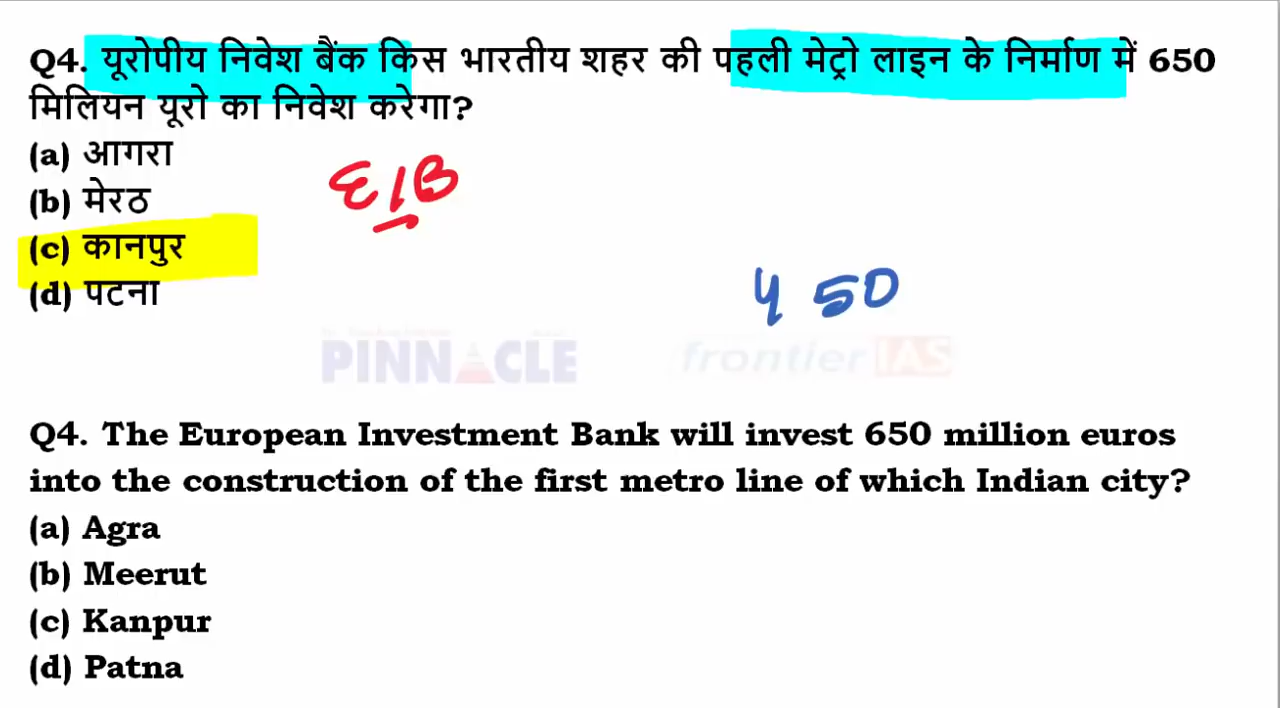 Q4. यूरोपीय निवेश बैंक किस भारतीय शहर की पहली मेट्रो लाइन के निर्माण में 650
मिलियन यूरो का निवेश करेगा?
(a) आगरा
(b) मेरठ
EIB
(c) कानपुर
(d) पटना
450
PINNACLE
frontier IAS
Q4. The European Investment Bank will invest 650 million euros
into the construction of the first metro line of which Indian city?
(a) Agra
(b) Meerut
(c) Kanpur
(d) Patna